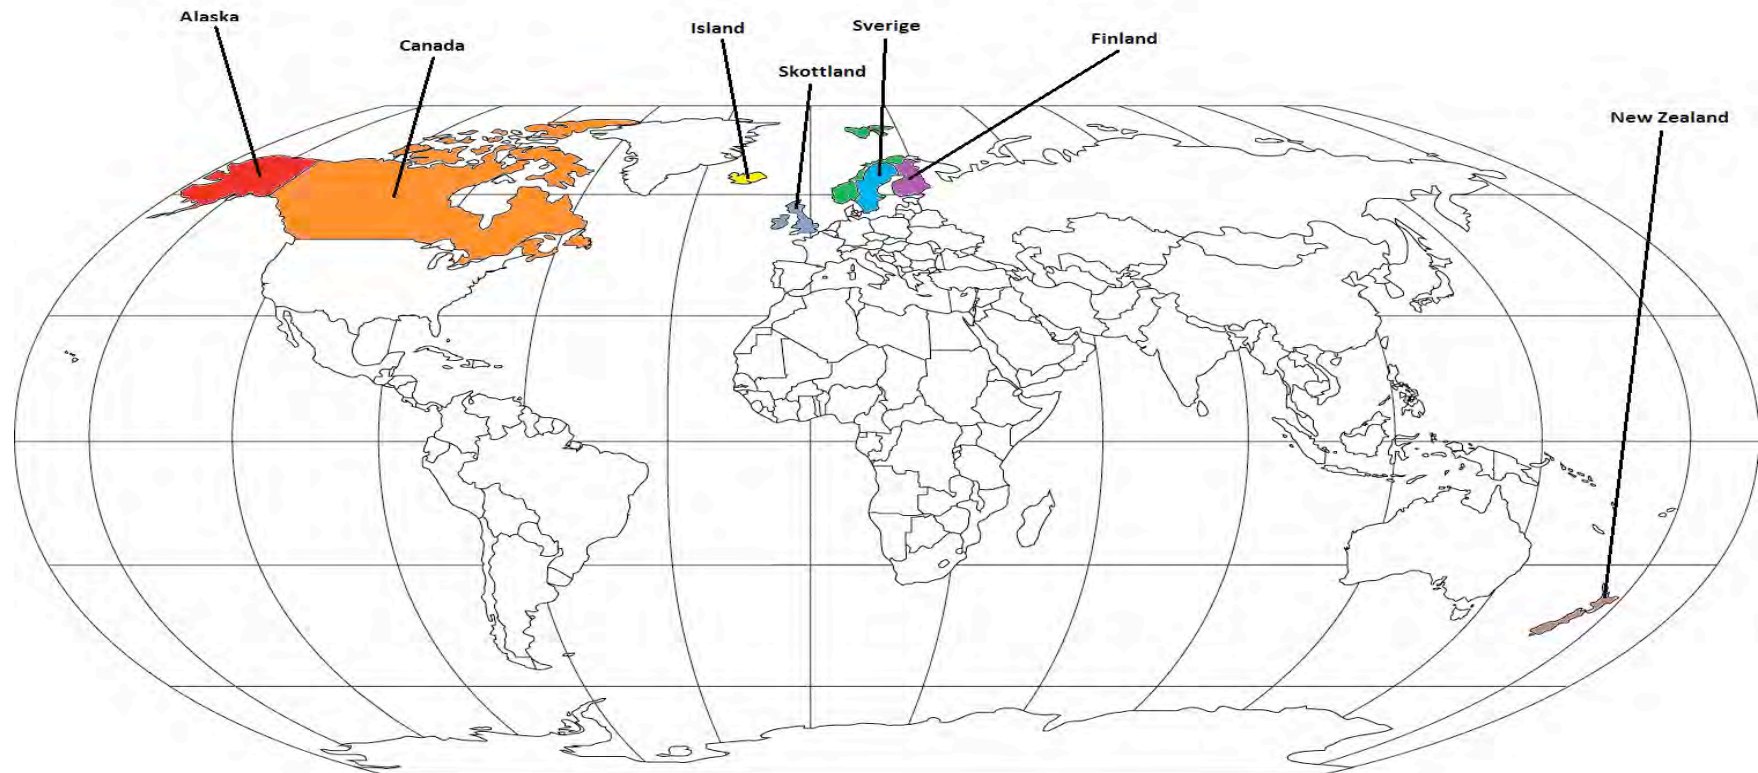 Alaska
Canada
Island
Sverige
Skottland
Finland
New Zealand